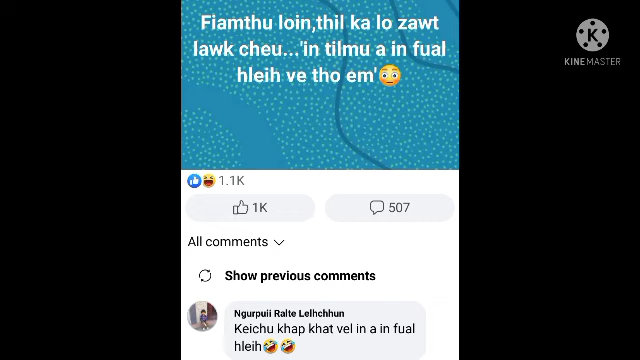 Fiamthu loin,thil ka lo zawt
lawk cheu...'in tilmu a in fual
hleih ve tho em'😳
KINEMASTER
1.1K
1K
507
All comments
Show previous comments
Ngurpuii Ralte Lelhchhun
Keichu khap khat vel in a in fual
hleih🤣🤣